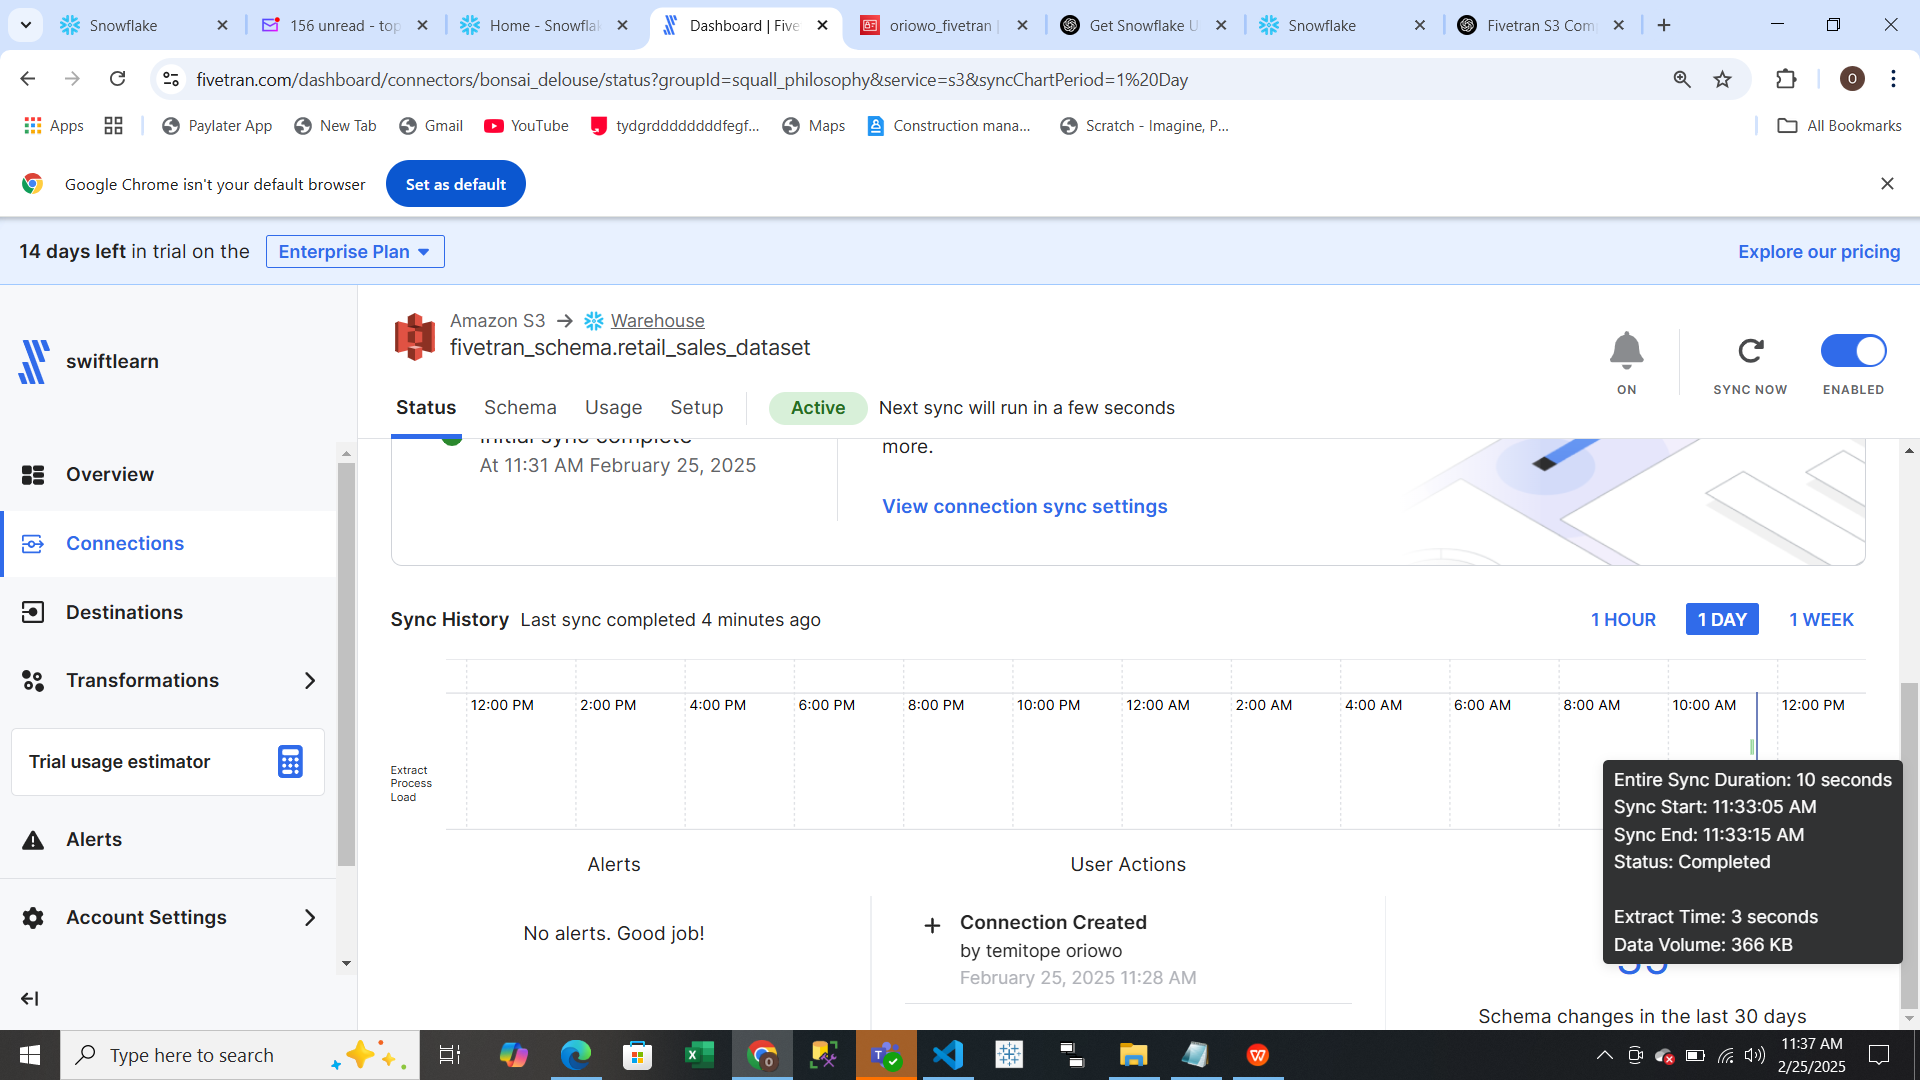 Snowflake
156 unread - top
Home - Snowflak
Dashboard | Five
oriowo_fivetran |
Get Snowflake U
Snowflake
Fivetran S3 Com
fivetran.com/dashboard/connectors/bonsai_delouse/status?groupId=squall_philosophy&service=s3&syncChartPeriod=1%20Day
O
Apps
Paylater App
New Tab
Gmail
YouTube
tydgrdddddddfegf...
Maps
Construction mana...
Scratch - Imagine, P...
All Bookmarks
Google Chrome isn't your default browser
Set as default
14 days left in trial on the
Enterprise Plan
Explore our pricing
swiftlearn
Amazon S3 → Warehouse
fivetran_schema.retail_sales_dataset
ON
SYNC NOW
ENABLED
Status
Schema
Usage
Setup
Active
Next sync will run in a few seconds
Initial sync complete
At 11:31 AM February 25, 2025
more.
View connection sync settings
Overview
Connections
Destinations
Transformations
Trial usage estimator
Alerts
Account Settings
Sync History
Last sync completed 4 minutes ago
1 HOUR
1 DAY
1 WEEK
12:00 PM
2:00 PM
4:00 PM
6:00 PM
8:00 PM
10:00 PM
12:00 AM
2:00 AM
4:00 AM
6:00 AM
8:00 AM
10:00 AM
12:00 PM
Extract
Process
Load
Entire Sync Duration: 10 seconds
Sync Start: 11:33:05 AM
Sync End: 11:33:15 AM
Status: Completed
Extract Time: 3 seconds
Data Volume: 366 KB
Alerts
No alerts. Good job!
User Actions
Connection Created
by temitope oriowo
February 25, 2025 11:28 AM
Schema changes in the last 30 days
Type here to search
11:37 AM
2/25/2025